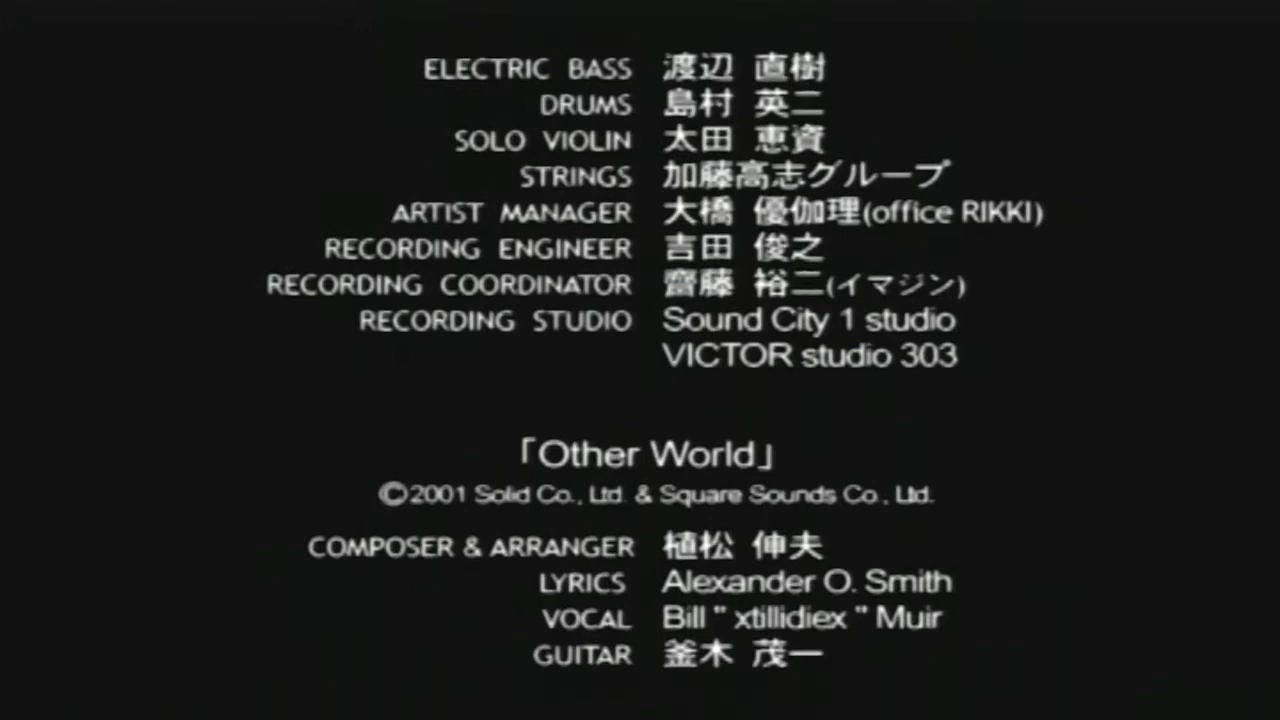 ELECTRIC BASS 渡辺 直樹
DRUMS 島村 英二
SOLO VIOLIN 太田 恵資
STRINGS 加藤高志グループ
ARTIST MANAGER 大橋 優伽理(office RIKKI)
RECORDING ENGINEER 吉田 俊之
RECORDING COORDINATOR 齋藤 裕二(イマジン)
RECORDING STUDIO Sound City 1 studio
VICTOR studio 303
「Other World」
©2001 Solid Co., Ltd. & Square Sounds Co., Ltd.
COMPOSER & ARRANGER 植松 伸夫
LYRICS Alexander O. Smith
VOCAL Bill " xtillidiex " Muir
GUITAR 釜木 茂一